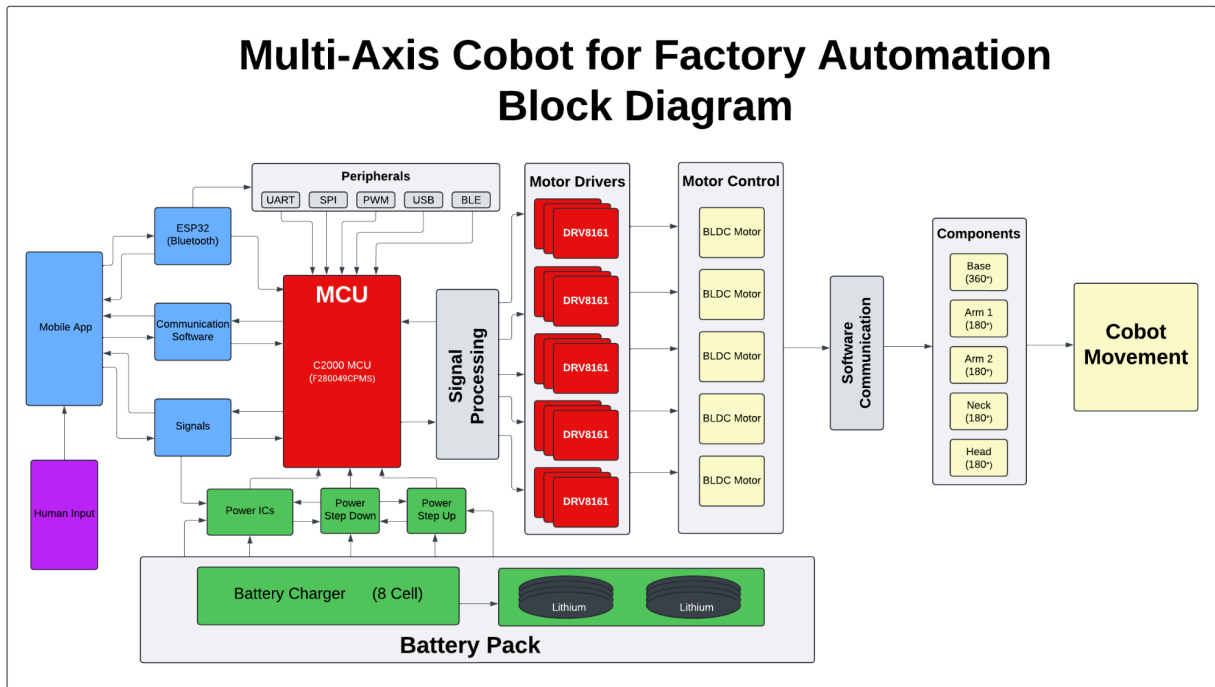 Multi-Axis Cobot for Factory Automation
Block Diagram
Peripherals
UART
SPI
PWM
USB
BLE
ESP32
(Bluetooth)
Mobile App
Communication
Software
Signals
Human Input
MCU
C2000 MCU
(F280049CPMS)
Signal
Processing
Motor Drivers
DRV8161
DRV8161
DRV8161
DRV8161
DRV8161
Motor Control
BLDC Motor
BLDC Motor
BLDC Motor
BLDC Motor
BLDC Motor
Software
Communication
Components
Base
(360°)
Arm 1
(180°)
Arm 2
(180°)
Neck
(180°)
Head
(180°)
Cobot
Movement
Power ICs
Power
Step Down
Power
Step Up
Battery Charger (8 Cell)
Lithium
Lithium
Battery Pack